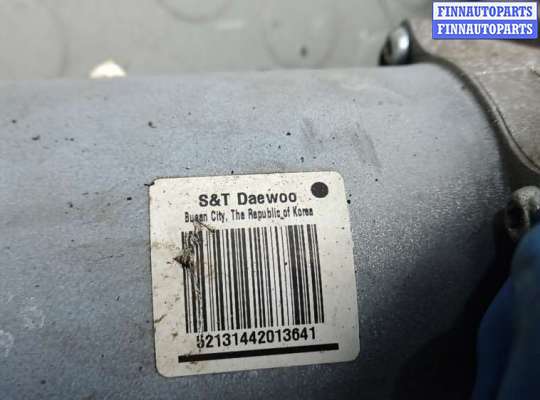 FINNAUTOPARTS
FINNAUTOPARTS
S&T Daewoo
Busan City, The Republic of Korea
52131442013641